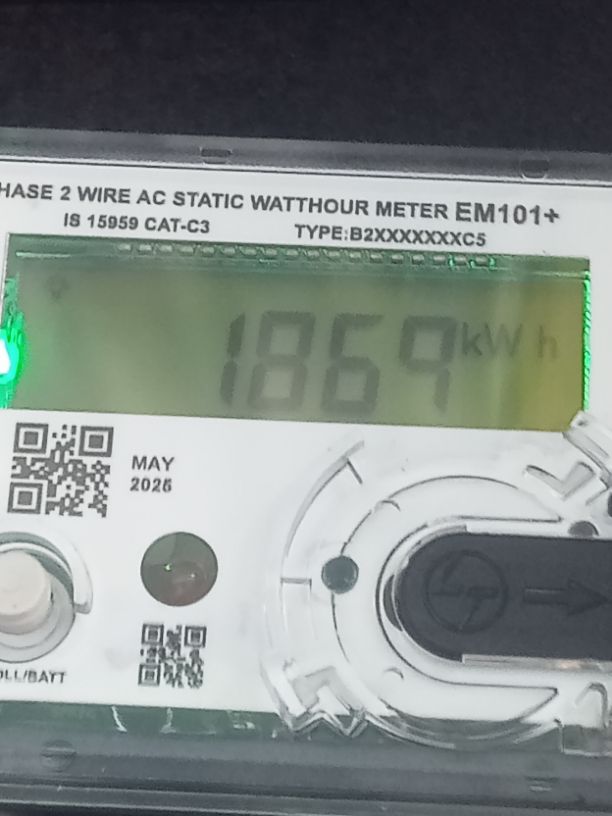 HASE 2 WIRE AC STATIC WATTHOUR METER EM101+
IS 15959 CAT-C3
TYPE:B2XXXXXXXC5
1869 kWh
MAY
2025
LL/BATT